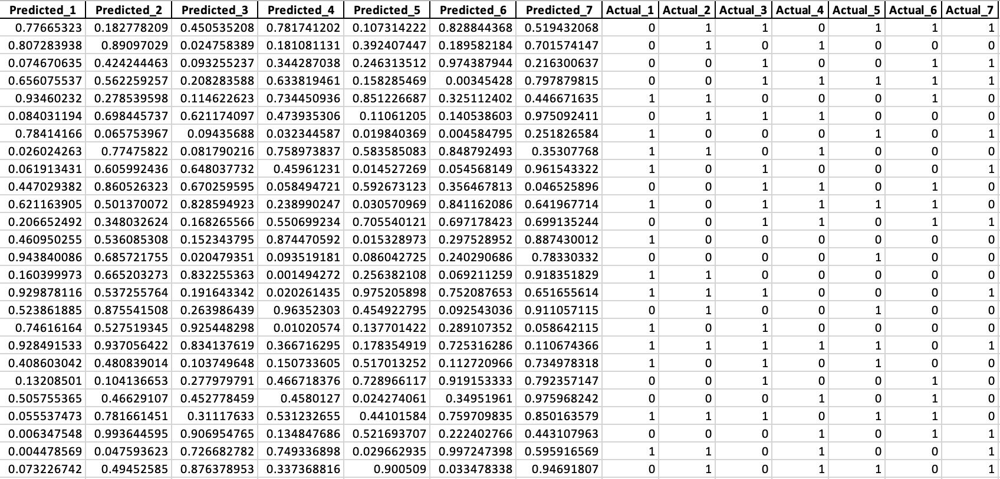 Predicted_1 Predicted_2 Predicted_3 Predicted_4 Predicted_5 Predicted_6 Predicted_7 Actual_1 Actual_2 Actual_3 Actual_4 Actual_5 Actual_6 Actual_7
0.77665323 0.182778209 0.450535208 0.781741202 0.107314222 0.828844368 0.519432068 0 1 1 0 1 1 1
0.807283938 0.89097029 0.024758389 0.181081131 0.392407447 0.189582184 0.701574147 0 1 0 1 0 0 0
0.074670635 0.424244463 0.093255237 0.344287038 0.246313512 0.974387944 0.216300637 0 0 1 0 0 1 1
0.656075537 0.562259257 0.208283588 0.633819461 0.158285469 0.00345428 0.797879815 0 0 1 1 1 1 1
0.93460232 0.278539598 0.114622623 0.734450936 0.851226687 0.325112402 0.446671635 1 1 0 0 0 1 0
0.084031194 0.698445737 0.621174097 0.473935306 0.11061205 0.140538603 0.975092411 0 1 1 1 0 0 0
0.78414166 0.065753967 0.09435688 0.032344587 0.019840369 0.004584795 0.251826584 1 0 0 0 1 0 1
0.026024263 0.77475822 0.081790216 0.758973837 0.583585083 0.848792493 0.35307768 1 1 0 1 0 0 0
0.061913431 0.605992436 0.648037732 0.45961231 0.014527269 0.054568149 0.961543322 1 0 1 0 0 0 1
0.447029382 0.860526323 0.670259595 0.058494721 0.592673123 0.356467813 0.046525896 0 0 1 1 0 1 0
0.621163905 0.501370072 0.828594923 0.238990247 0.030570969 0.841162086 0.641967714 1 0 1 1 1 1 0
0.206652492 0.348032624 0.168265566 0.550699234 0.705540121 0.697178423 0.699135244 0 0 1 1 0 1 1
0.460950255 0.536085308 0.152343795 0.874470592 0.015328973 0.297528952 0.887430012 1 0 0 0 0 0 0
0.943840086 0.685721755 0.020479351 0.093519181 0.086042725 0.240290686 0.78330332 0 0 0 0 1 0 0
0.160399973 0.665203273 0.832255363 0.001494272 0.256382108 0.069211259 0.918351829 1 1 0 0 0 0 0
0.929878116 0.537255764 0.191643342 0.020261435 0.975205898 0.752087653 0.651655614 1 1 1 0 0 0 1
0.523861885 0.875541508 0.263986439 0.96352303 0.454922795 0.092543036 0.911057115 0 1 0 0 1 0 0
0.74616164 0.527519345 0.925448298 0.01020574 0.137701422 0.289107352 0.058642115 1 0 1 0 0 0 0
0.928491533 0.937056422 0.834137619 0.366716295 0.178354919 0.725316286 0.110674366 1 1 1 1 1 0 1
0.408603042 0.480839014 0.103749648 0.150733605 0.517013252 0.112720966 0.734978318 1 0 1 0 1 0 0
0.13208501 0.104136653 0.277979791 0.466718376 0.728966117 0.919153333 0.792357147 0 0 1 0 0 1 0
0.505755365 0.46629107 0.452778459 0.4580127 0.024274061 0.34951961 0.975968242 0 0 0 1 0 1 0
0.055537473 0.781661451 0.31117633 0.531232655 0.44101584 0.759709835 0.850163579 1 1 1 0 1 1 0
0.006347548 0.993644595 0.906954765 0.134847686 0.521693707 0.222402766 0.443107963 0 0 0 1 0 1 1
0.004478569 0.047593623 0.726682782 0.749336898 0.029662935 0.997247398 0.595916569 1 1 0 1 0 0 1
0.073226742 0.49452585 0.876378953 0.337368816 0.900509 0.033478338 0.94691807 0 1 0 1 1 0 1